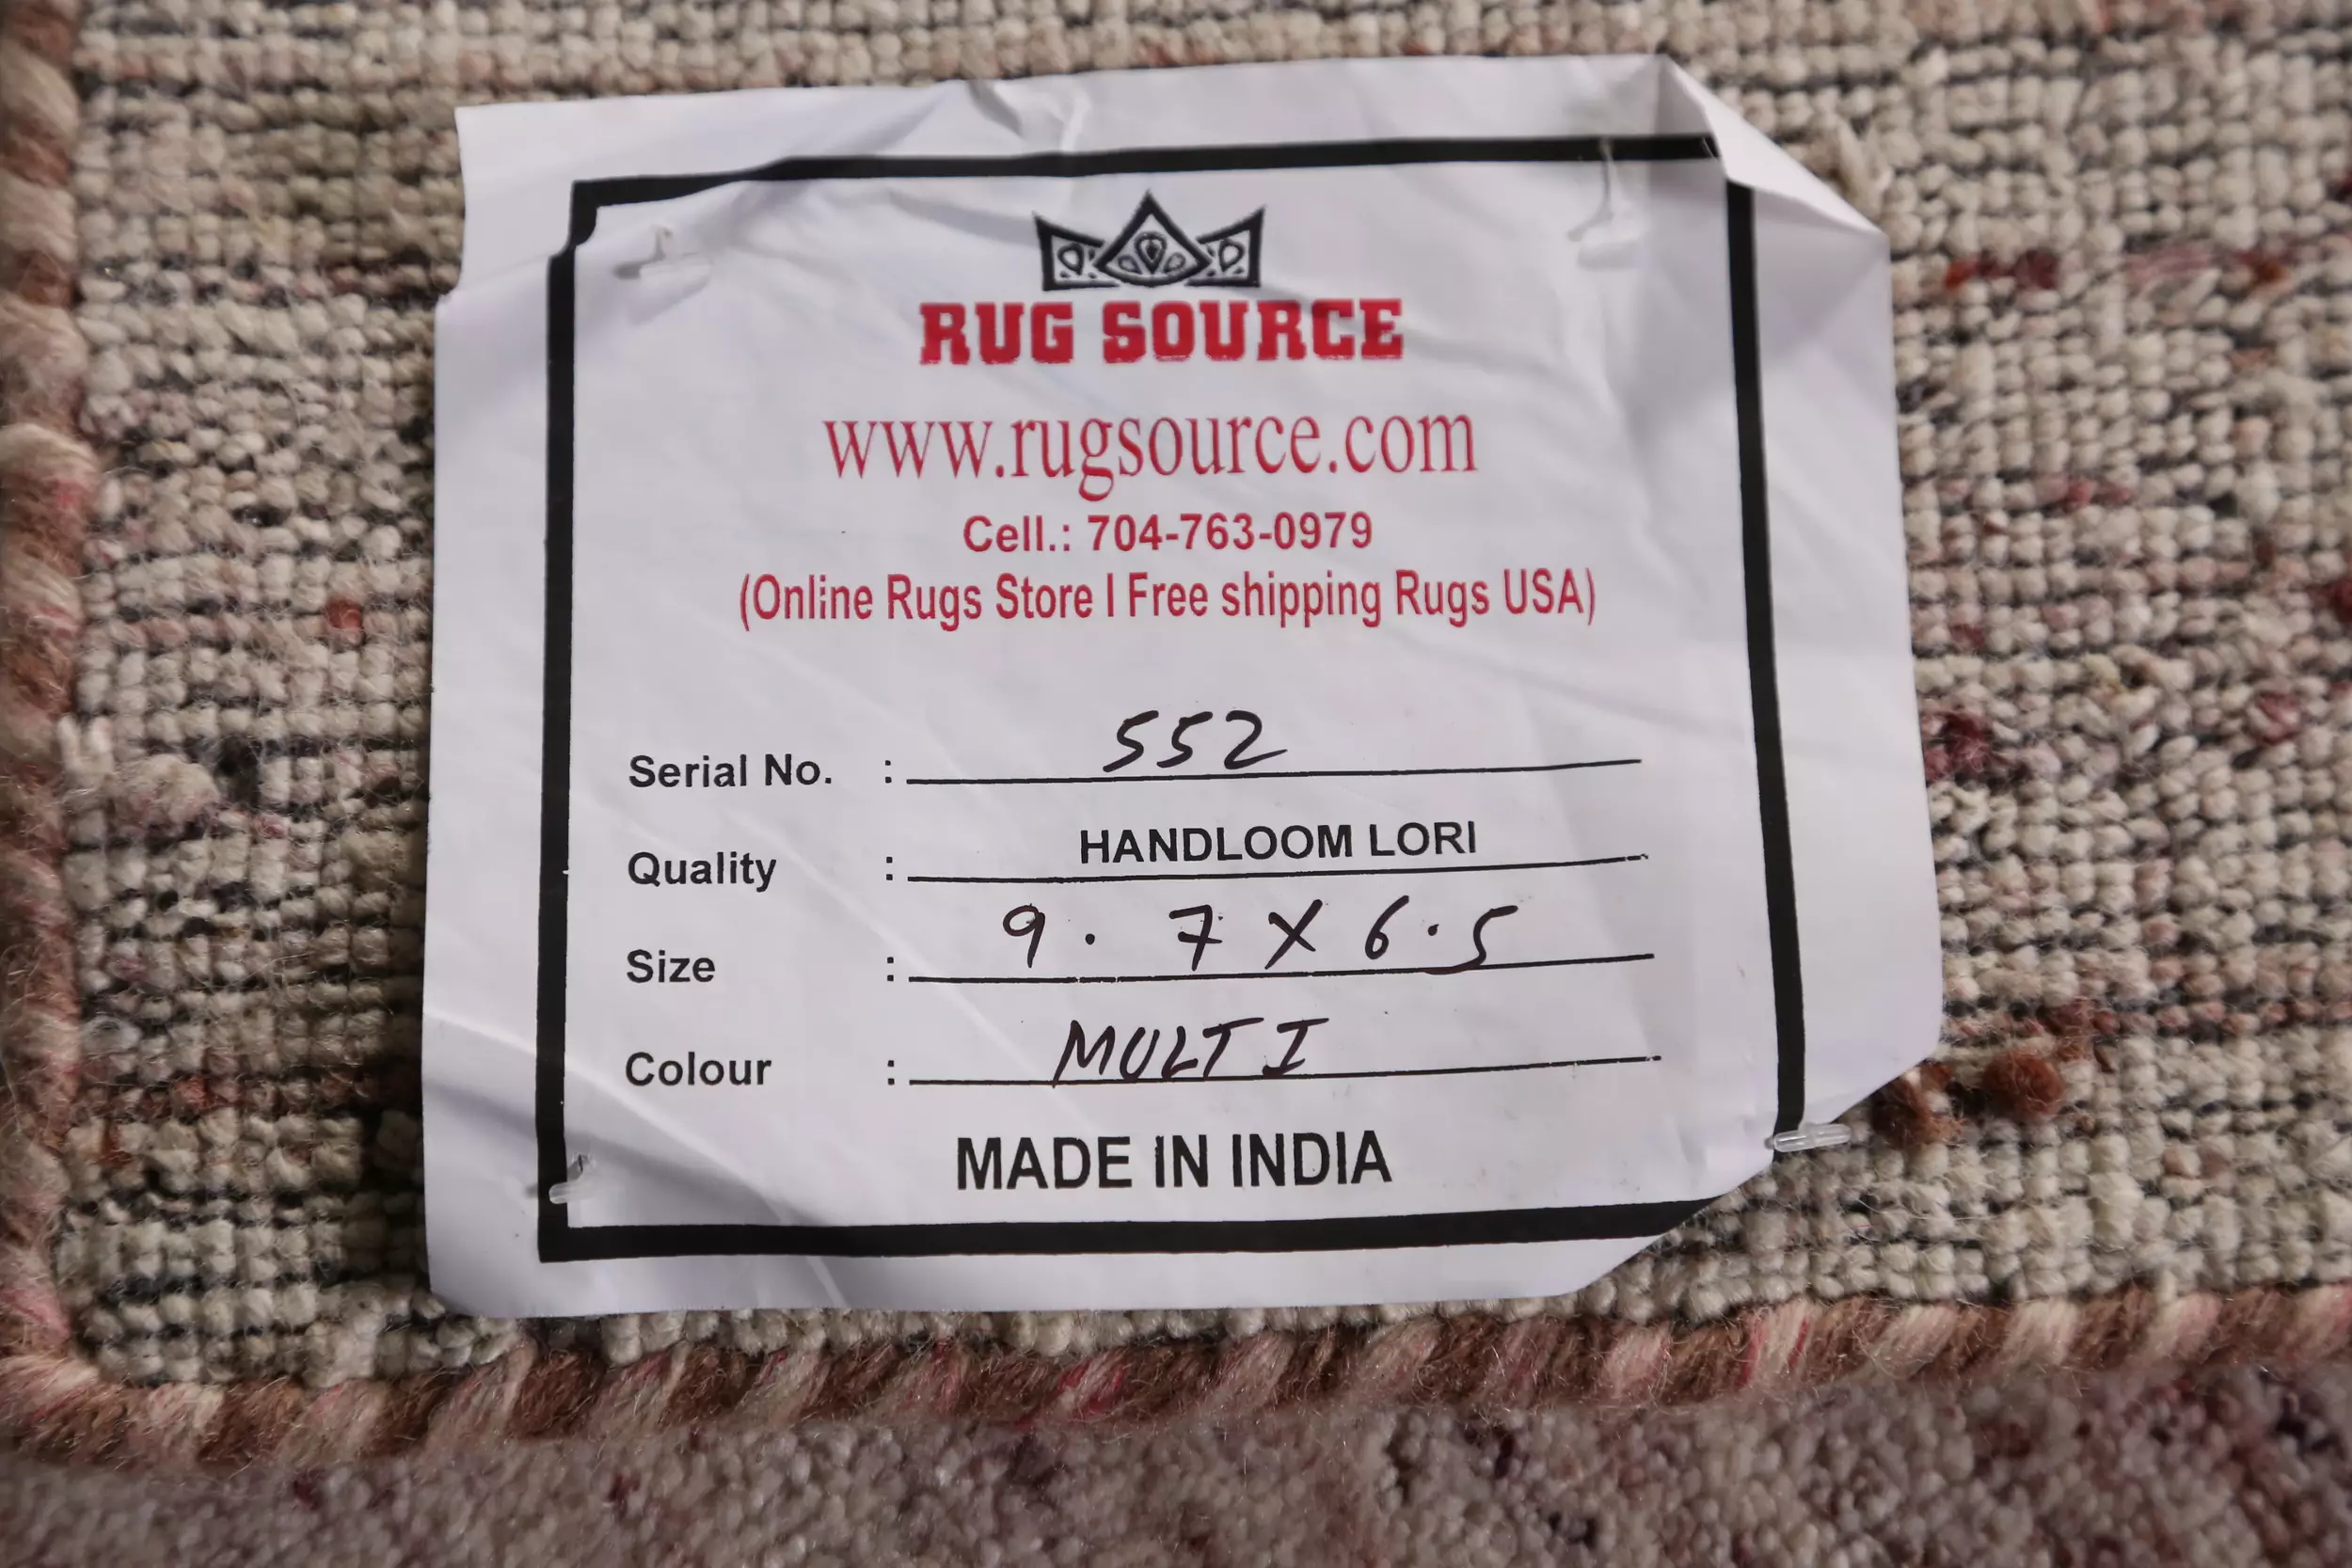 RUG SOURCE
www.rugsource.com
Cell.: 704-763-0979
(Online Rugs Store I Free shipping Rugs USA)
Serial No. : 552
Quality : HANDLOOM LORI
Size : 9.7 X 6.5
Colour : MULTI
MADE IN INDIA